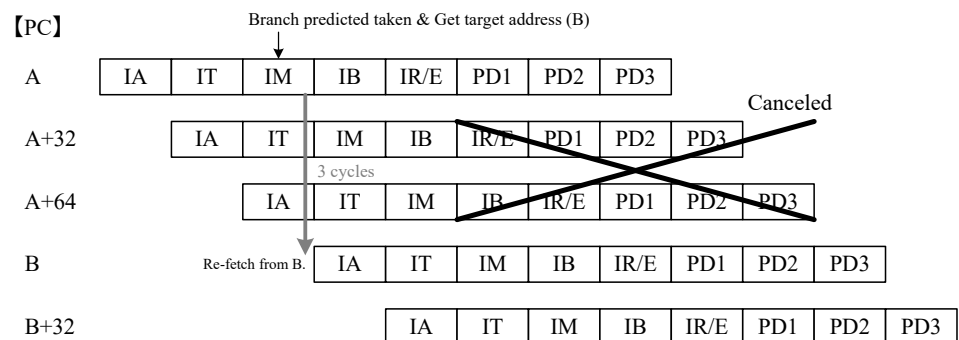 Branch predicted taken & Get target address (B)
【PC】
A IA IT IM IB IR/E PD1 PD2 PD3
Canceled
A+32 IA IT IM IB IR/E PD1 PD2 PD3
3 cycles
A+64 IA IT IM IB IR/E PD1 PD2 PD3
B Re-fetch from B. IA IT IM IB IR/E PD1 PD2 PD3
B+32 IA IT IM IB IR/E PD1 PD2 PD3